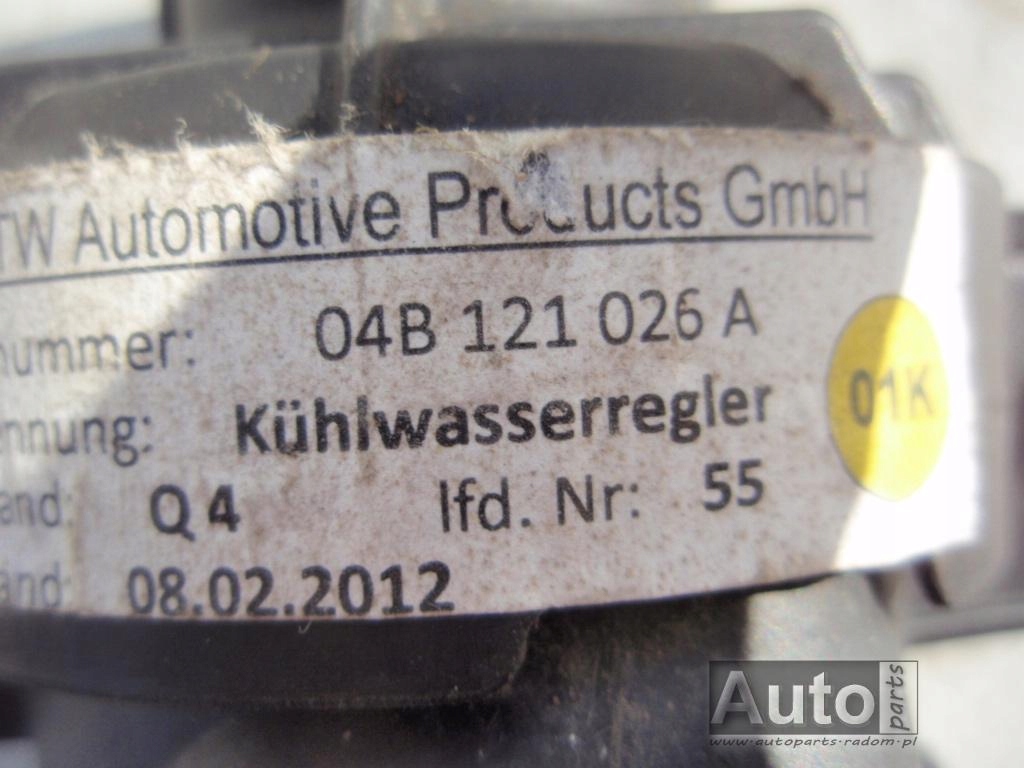 TW Automotive Products GmbH
nummer: 04B 121 026 A
ennung: Kühlwasserregler
01K
and: Q 4 lfd. Nr: 55
and: 08.02.2012
Auto parts
www.autoparts-radom.pl